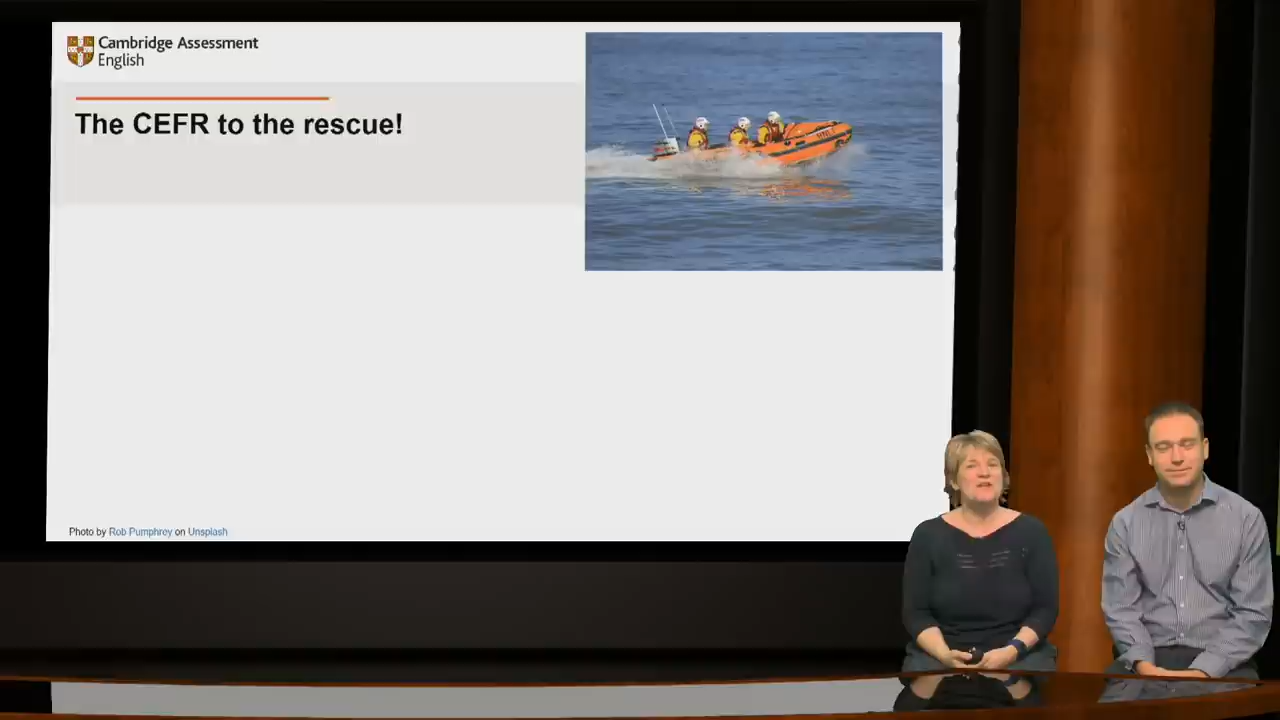 Cambridge Assessment
English
The CEFR to the rescue!
Photo by Rob Pumphrey on Unsplash